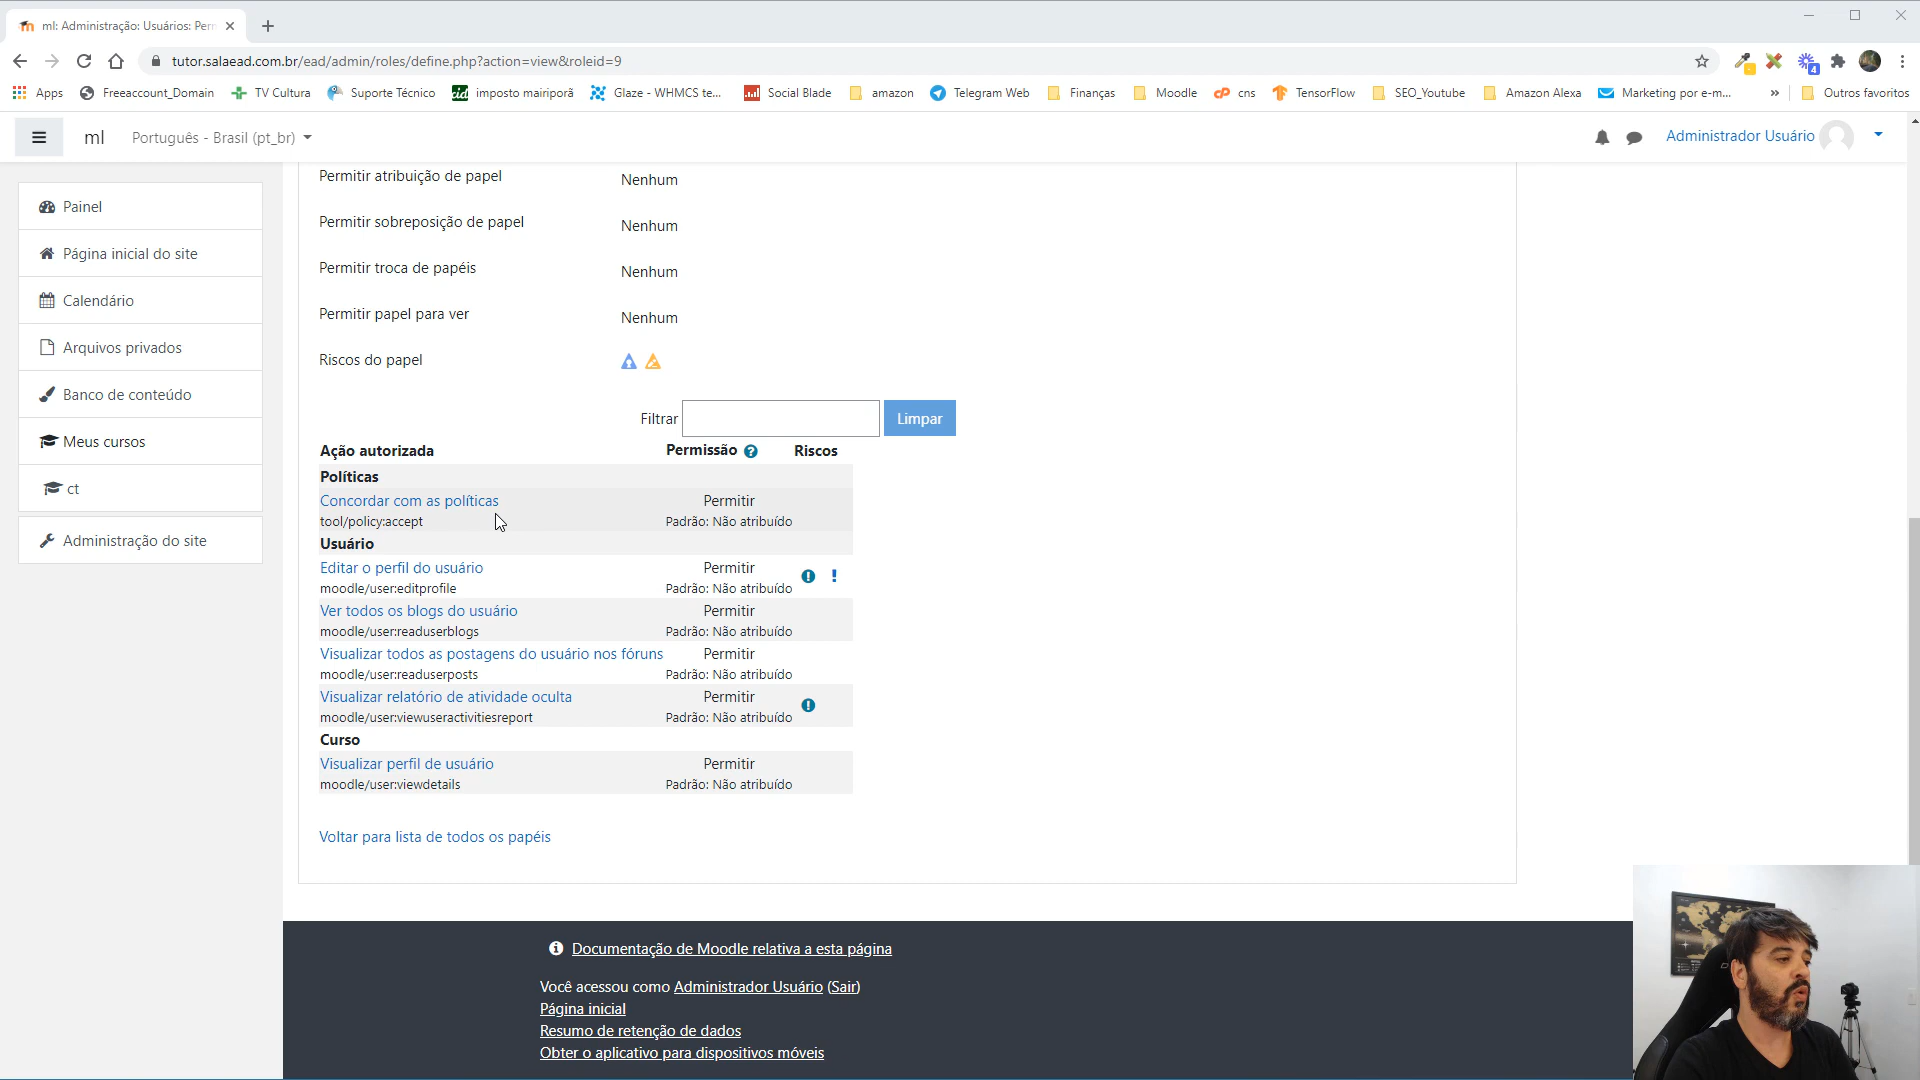 ml: Administração: Usuários: Perm
tutor.salaead.com.br/ead/admin/roles/define.php?action=view&roleid=9
4
Apps
Freeaccount_Domain
TV Cultura
Suporte Técnico
cid
imposto mairiporã
Glaze - WHMCS te...
Social Blade
amazon
Telegram Web
Finanças
Moodle
cP
cns
TensorFlow
SEO_Youtube
Amazon Alexa
Marketing por e-m...
»
Outros favoritos
ml
Português - Brasil (pt_br)
Administrador Usuário
Painel
Página inicial do site
Calendário
Arquivos privados
Banco de conteúdo
Meus cursos
ct
Administração do site
Permitir atribuição de papel
Nenhum
Permitir sobreposição de papel
Nenhum
Permitir troca de papéis
Nenhum
Permitir papel para ver
Nenhum
Riscos do papel
Filtrar
Limpar
Ação autorizada Permissão ? Riscos
Políticas
Concordar com as políticas Permitir
tool/policy:accept Padrão: Não atribuído
Usuário
Editar o perfil do usuário Permitir
moodle/user:editprofile Padrão: Não atribuído
Ver todos os blogs do usuário Permitir
moodle/user:readuserblogs Padrão: Não atribuído
Visualizar todos as postagens do usuário nos fóruns Permitir
moodle/user:readuserposts Padrão: Não atribuído
Visualizar relatório de atividade oculta Permitir
moodle/user:viewuseractivitiesreport Padrão: Não atribuído
Curso
Visualizar perfil de usuário Permitir
moodle/user:viewdetails Padrão: Não atribuído
Voltar para lista de todos os papéis
Documentação de Moodle relativa a esta página
Você acessou como Administrador Usuário (Sair)
Página inicial
Resumo de retenção de dados
Obter o aplicativo para dispositivos móveis